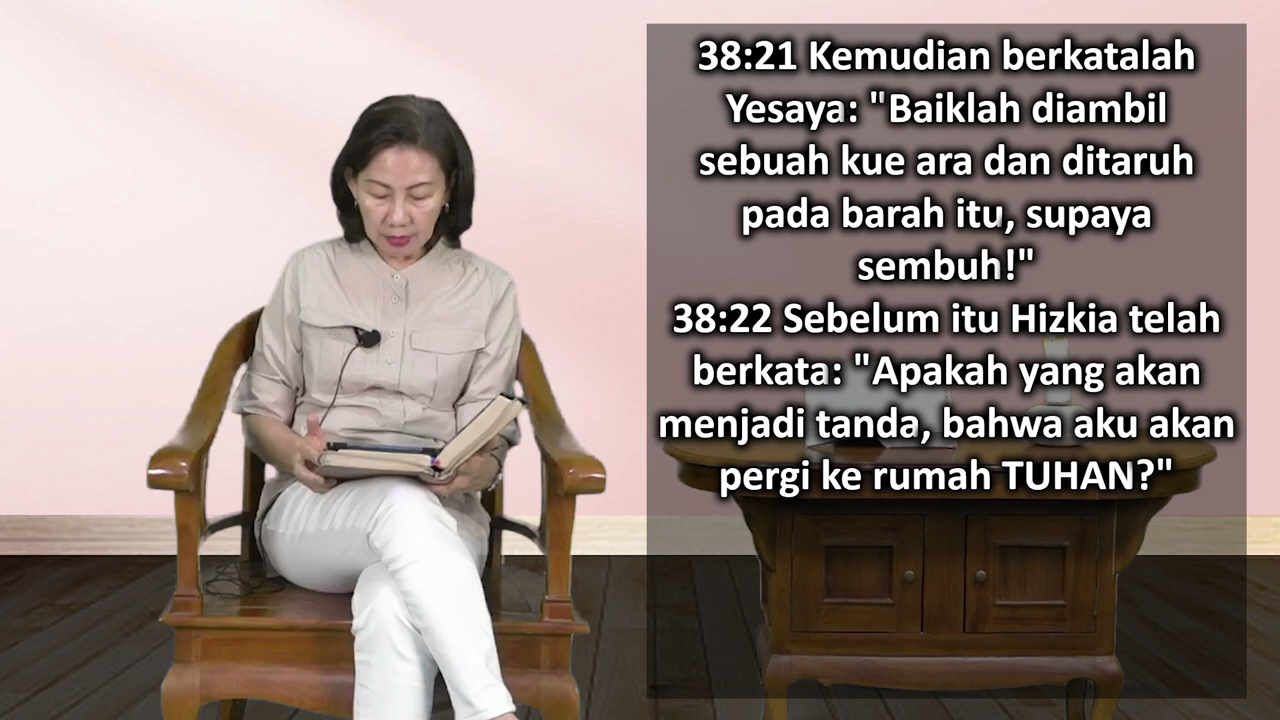 38:21 Kemudian berkatalah
Yesaya: "Baiklah diambil
sebuah kue ara dan ditaruh
pada barah itu, supaya
sembuh!"
38:22 Sebelum itu Hizkia telah
berkata: "Apakah yang akan
menjadi tanda, bahwa aku akan
pergi ke rumah TUHAN?"